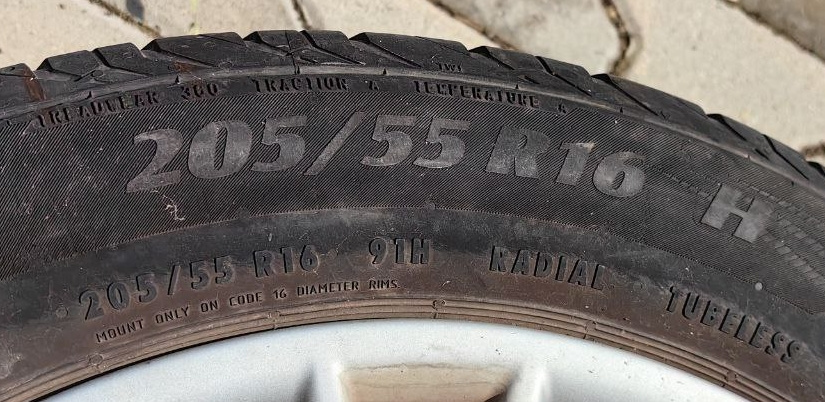 TWI
TREADWEAR 300 TRACTION A TEMPERATURE A
205/55 R16 H
205/55 R16 91H RADIAL TUBELESS
MOUNT ONLY ON CODE 16 DIAMETER RIMS